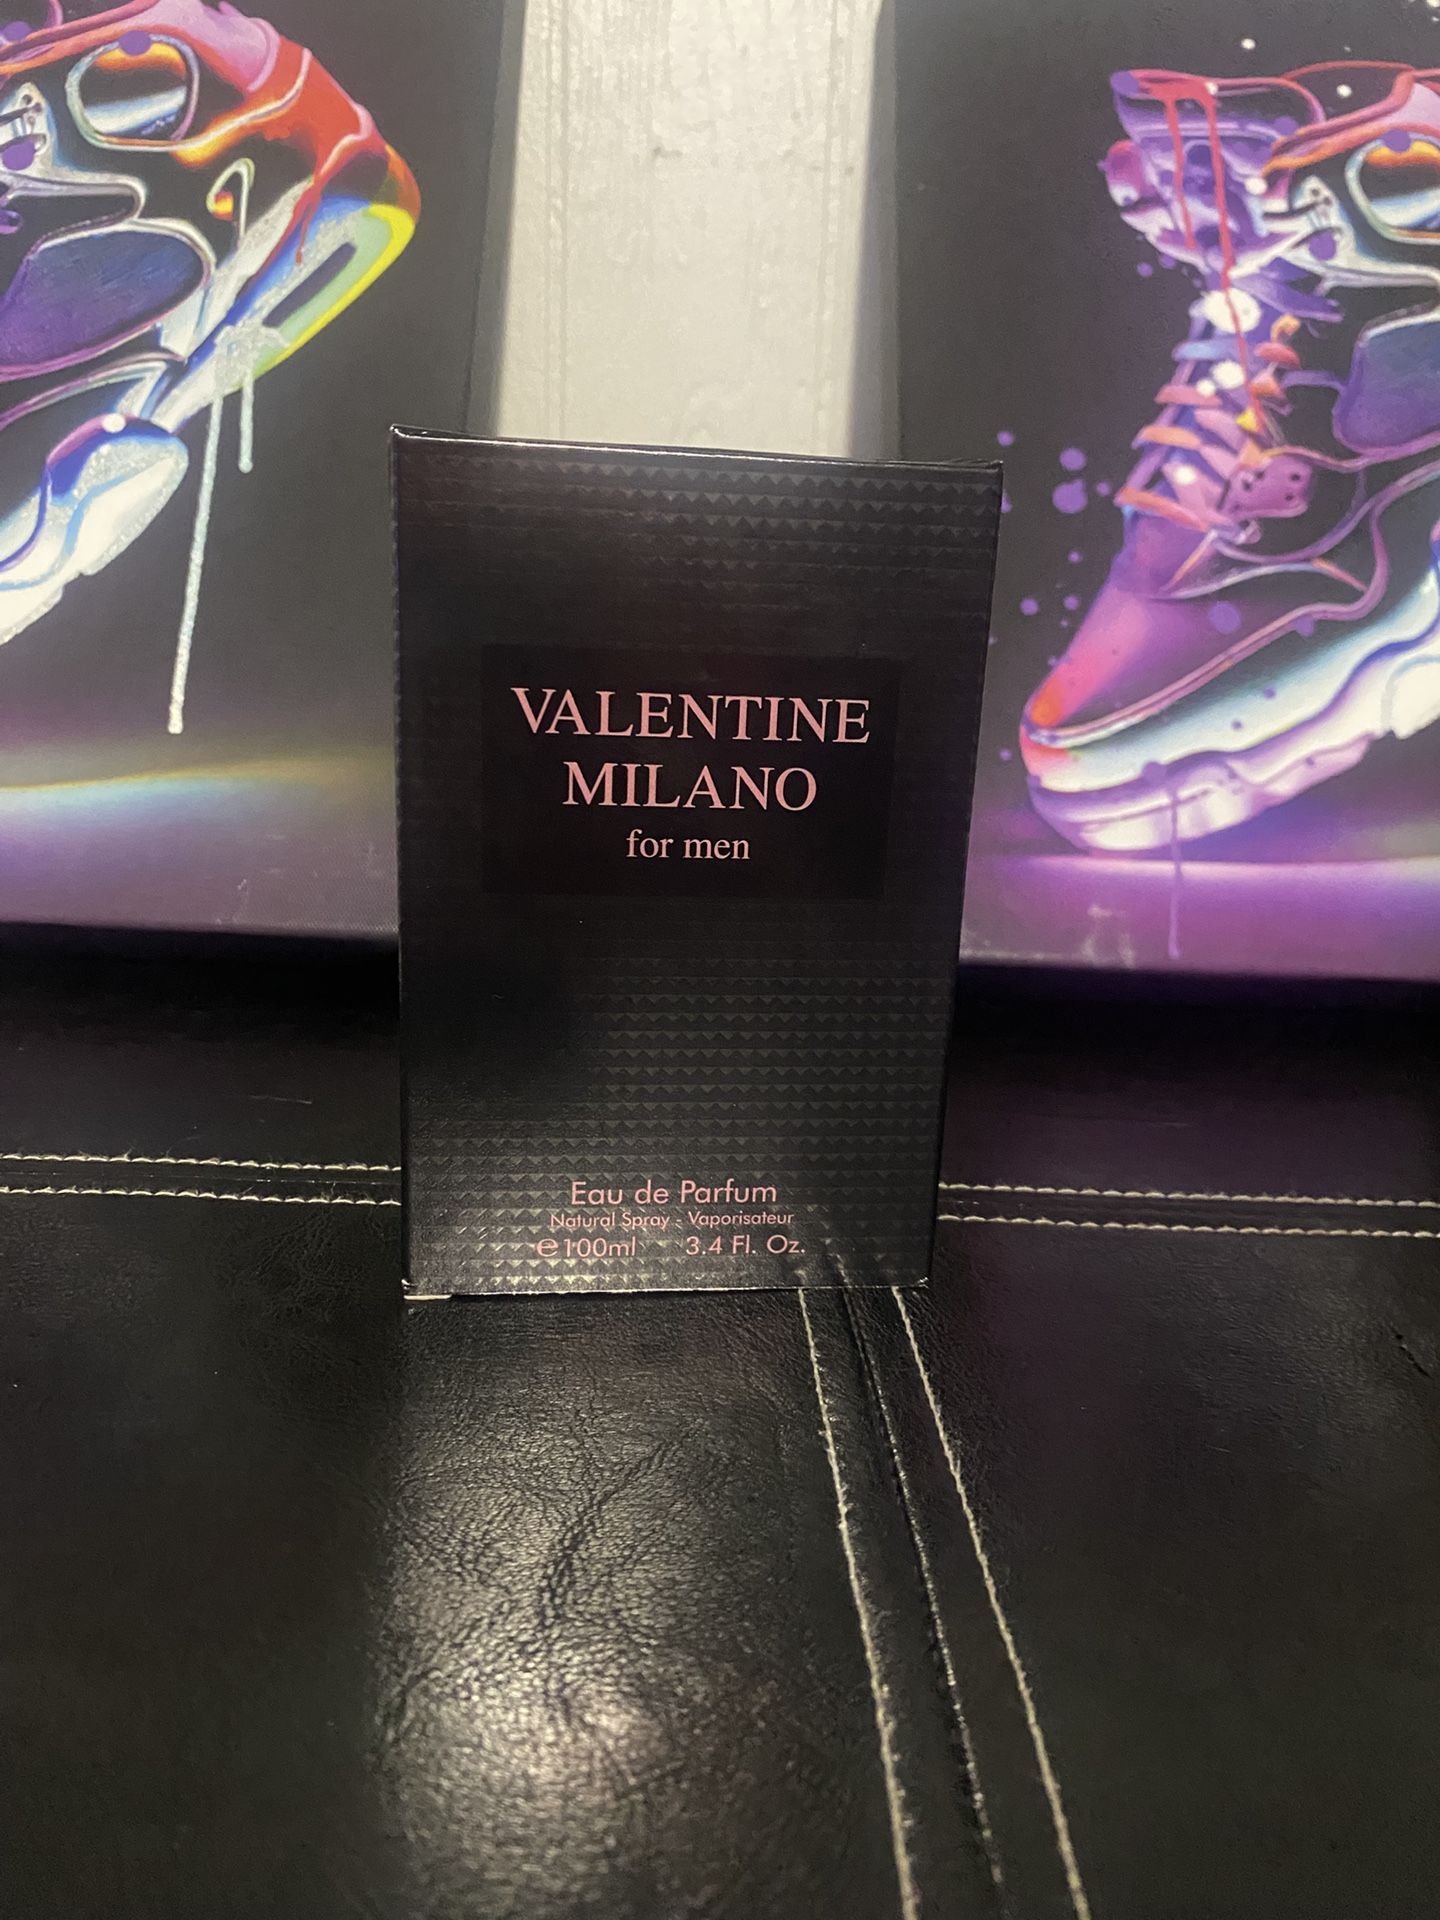 VALENTINE
MILANO
for men
Eau de Parfum
Natural Spray - Vaporisateur
℮100ml 3.4 Fl. Oz.